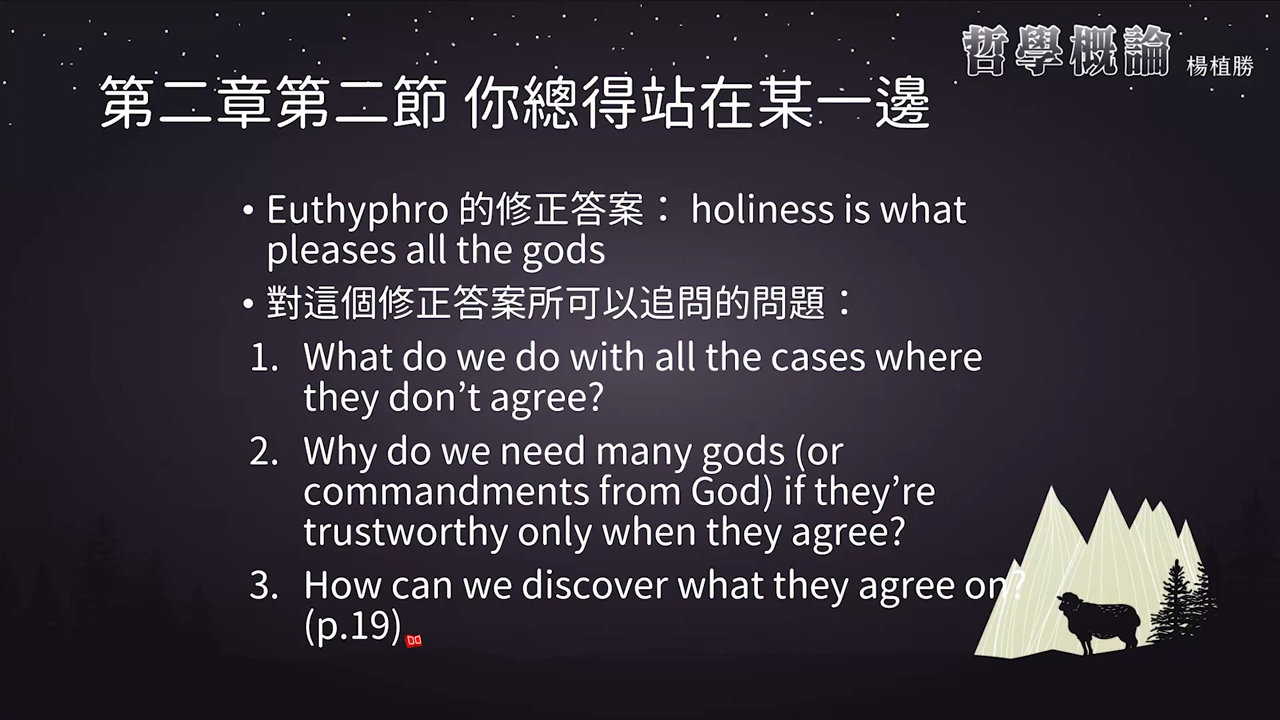 哲學概論 楊植勝
第二章第二節 你總得站在某一邊
• Euthyphro 的修正答案： holiness is what
pleases all the gods
• 對這個修正答案所可以追問的問題：
1. What do we do with all the cases where
they don’t agree?
2. Why do we need many gods (or
commandments from God) if they’re
trustworthy only when they agree?
3. How can we discover what they agree on?
(p.19)